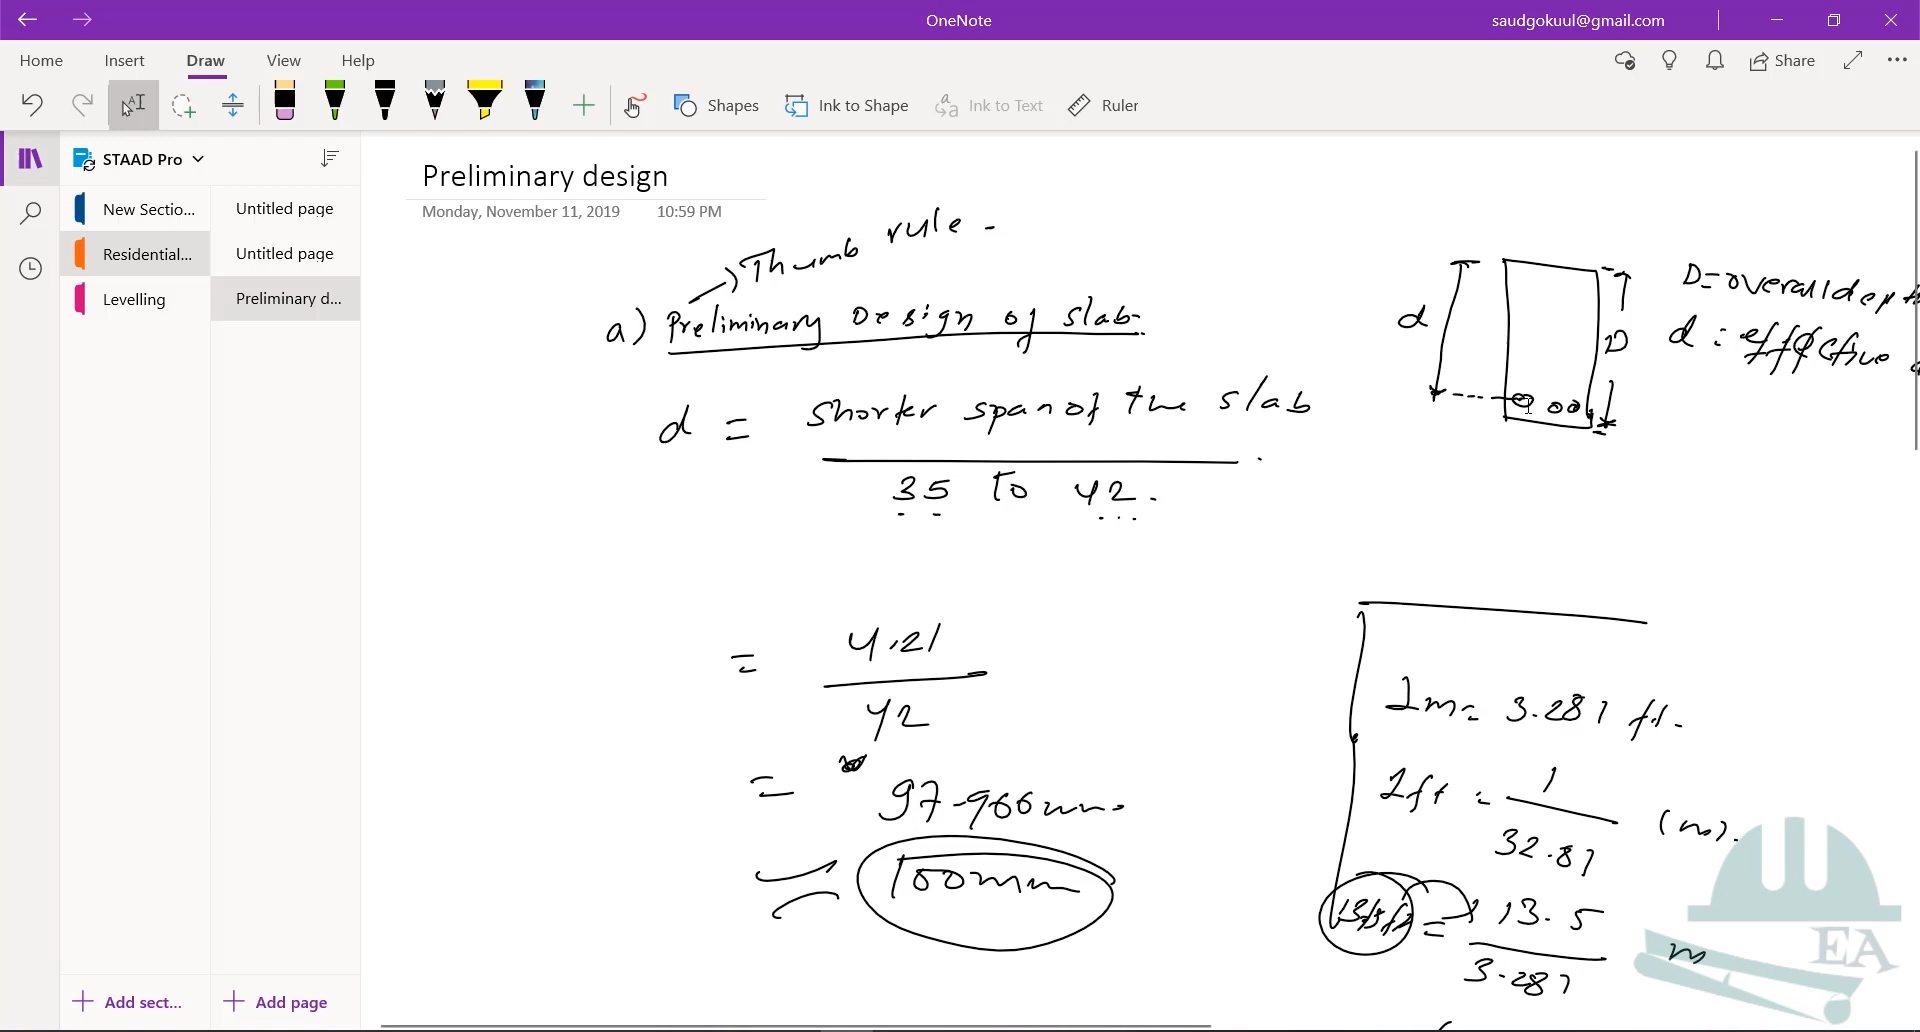 OneNote
saudgokuul@gmail.com
Home Insert Draw View Help
Share
Shapes Ink to Shape Ink to Text Ruler
STAAD Pro
New Sectio...
Residential...
Levelling
Untitled page
Untitled page
Preliminary d...
Add sect...
Add page
Preliminary design
Monday, November 11, 2019 10:59 PM
Thumb rule -
a) Preliminary Design of slab-
d = shorter span of the slab
35 to 42.
= 4.21
42
= 97.966mm.
100mm
d
D
D=overall dept
d : effective
1m= 3.281 ft.
1ft = 1
32.81 (m).
= 13.5
3.281 m
EA